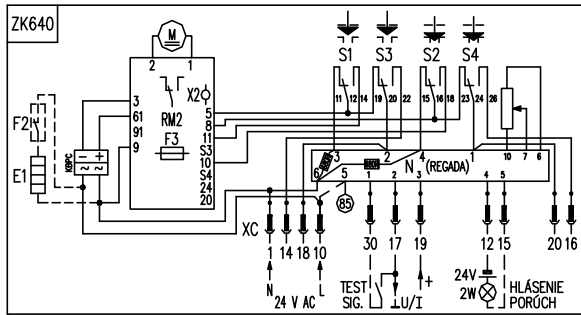 ZK640
M
2 1
S1 S3 S2 S4
X2
3
61
91
9
RM2
F3
5
8
11
S3
10
S4
24
20
F2
E1
KBPC
11 12 14 19 20 22 15 16 18 23 24 26
3 2 4 1 10 7 6
N (REGADA)
6 5 1 2 3 4 5
85
XC
1 14 18 10 30 17 19 12 15 20 16
N L
24 V AC
TEST
SIG.
U/I
+
24V
2W
HLÁSENIE
PORÚCH